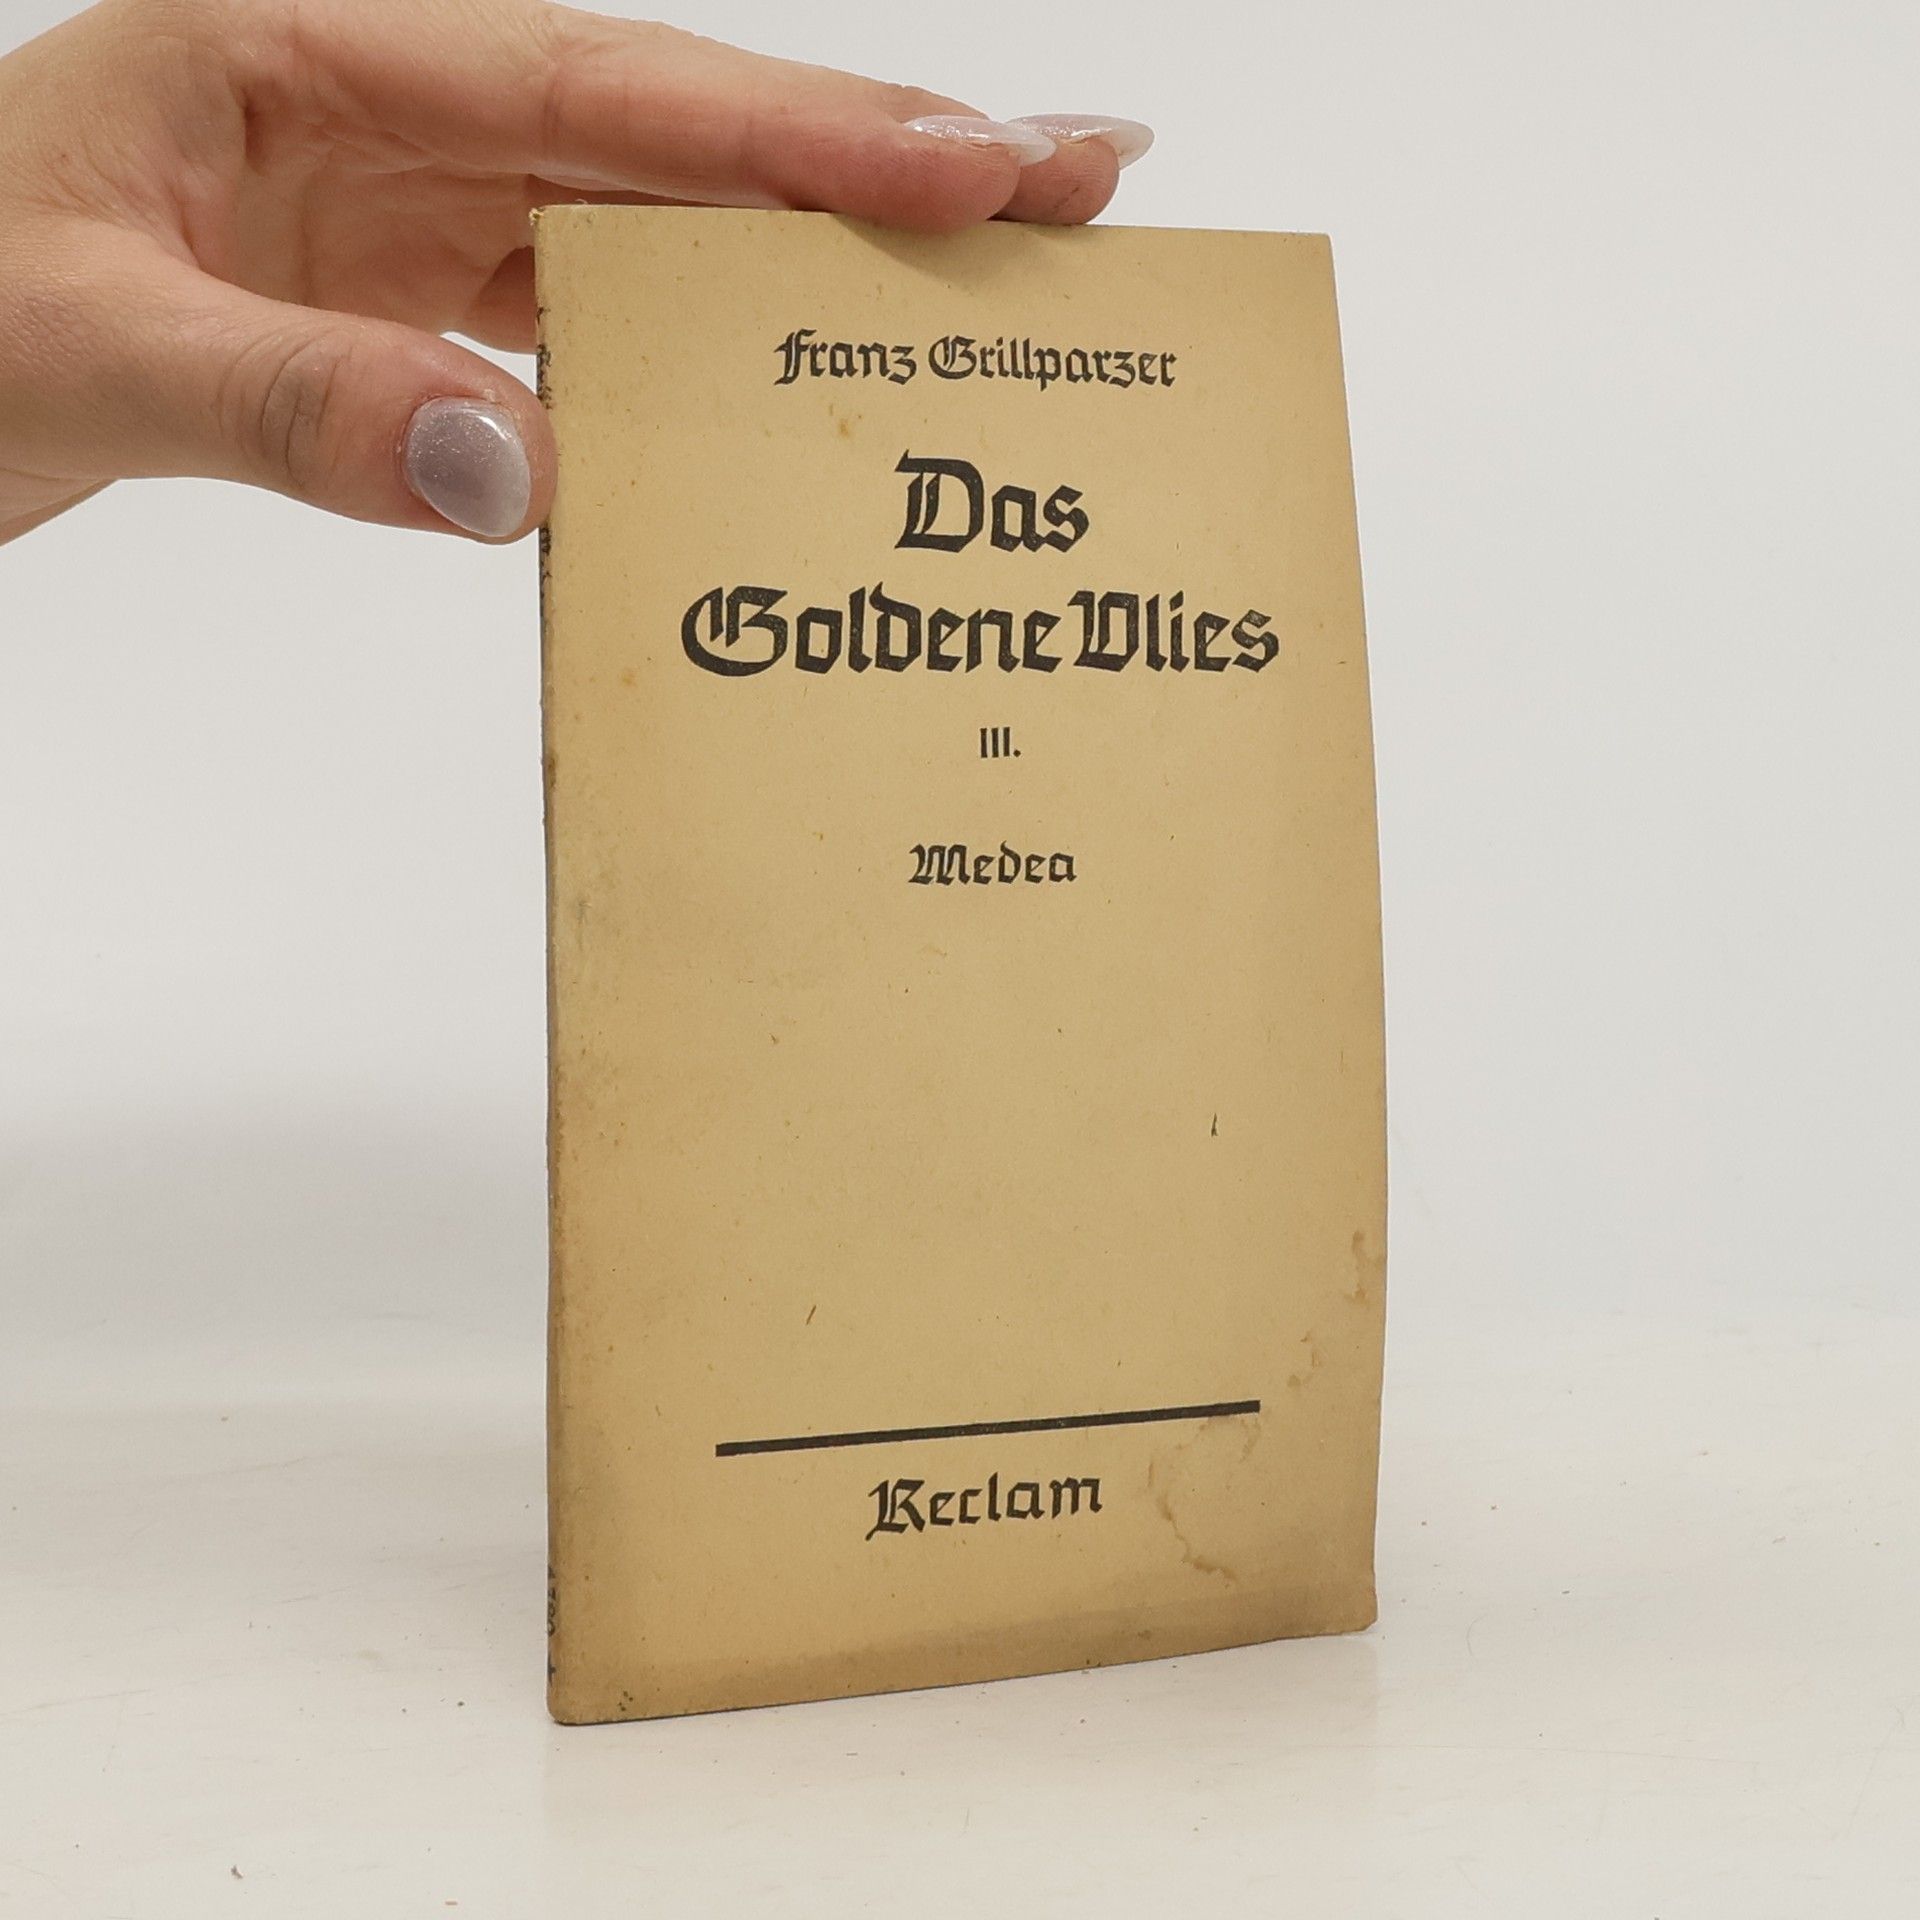 Franz Grillparzer
Das
Goldene Vlies
III.
Medea
Reclam